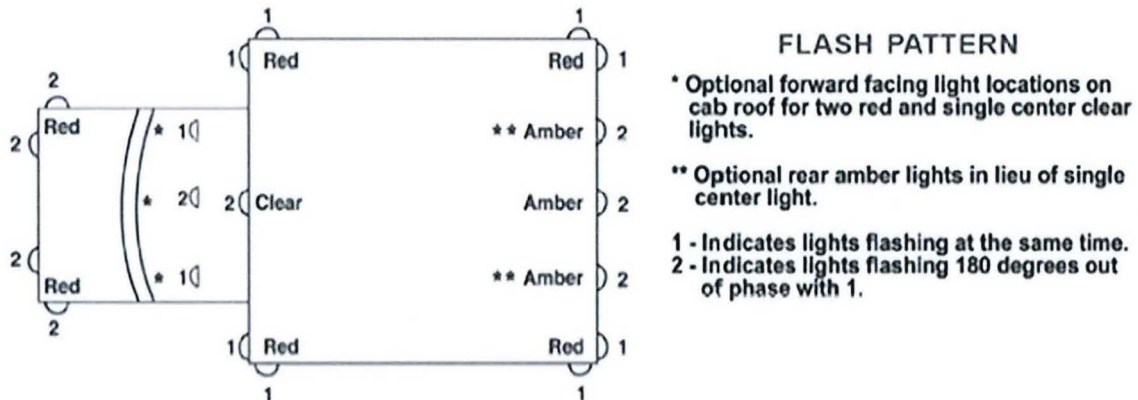 1 1
1 Red Red 1
2
Red * 1 ** Amber 2
2
* 2 2 Clear Amber 2
2
Red * 1 ** Amber 2
2
1 Red Red 1
1 1
FLASH PATTERN
* Optional forward facing light locations on
cab roof for two red and single center clear
lights.
** Optional rear amber lights in lieu of single
center light.
1 - Indicates lights flashing at the same time.
2 - Indicates lights flashing 180 degrees out
of phase with 1.